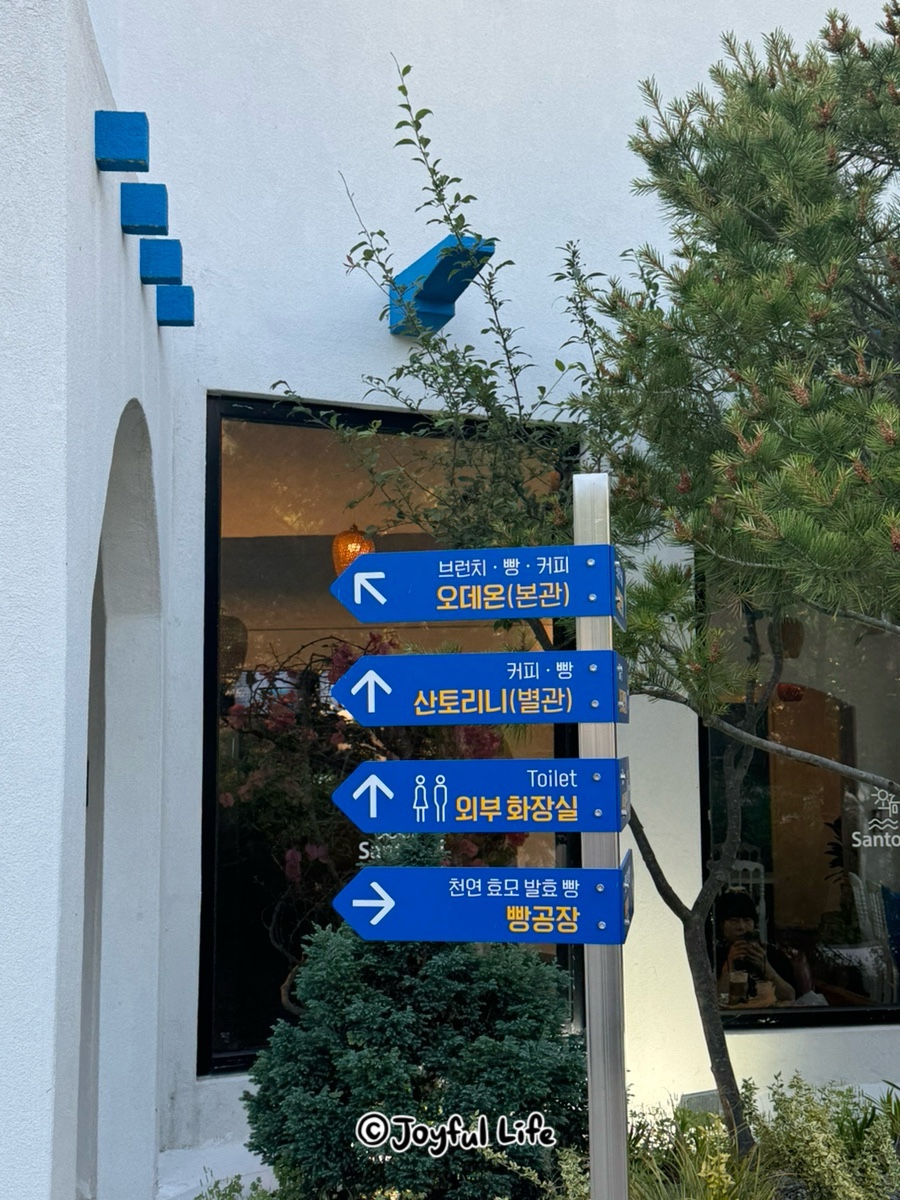 브런치 · 빵 · 커피
오데온(본관)
커피 · 빵
산토리니(별관)
Toilet
외부 화장실
천연 효모 발효 빵
빵공장
Santo
©Joyful Life